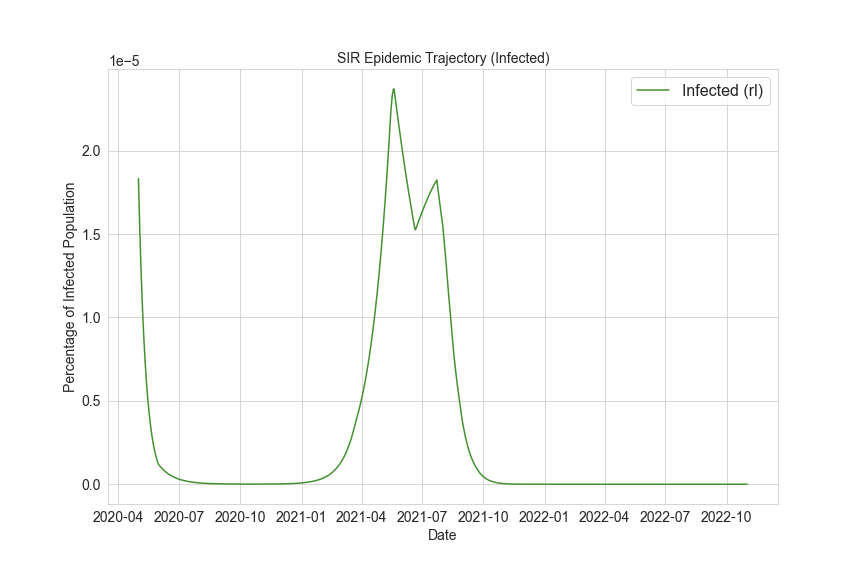 SIR Epidemic Trajectory (Infected)
1e−5
Infected (rI)
2.0
1.5
1.0
0.5
0.0
Percentage of Infected Population
2020-04 2020-07 2020-10 2021-01 2021-04 2021-07 2021-10 2022-01 2022-04 2022-07 2022-10
Date